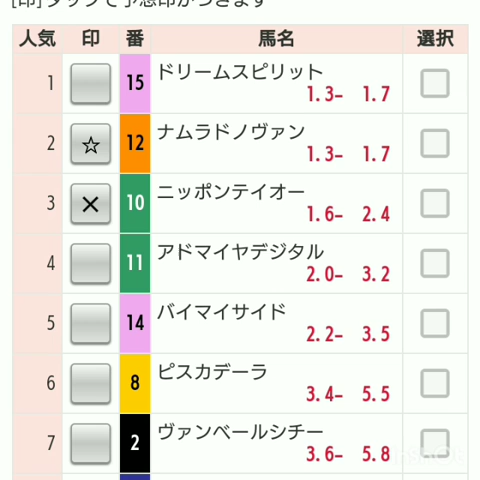 [印]タップで予想印がつきます
人気 印 番 馬名 選択
1 15 ドリームスピリット
1.3– 1.7
2 ☆ 12 ナムラドノヴァン
1.3– 1.7
3 × 10 ニッポンテイオー
1.6– 2.4
4 11 アドマイヤデジタル
2.0– 3.2
5 14 バイマイサイド
2.2– 3.5
6 8 ピスカデーラ
3.4– 5.5
7 2 ヴァンベールシチー
3.6– 5.8